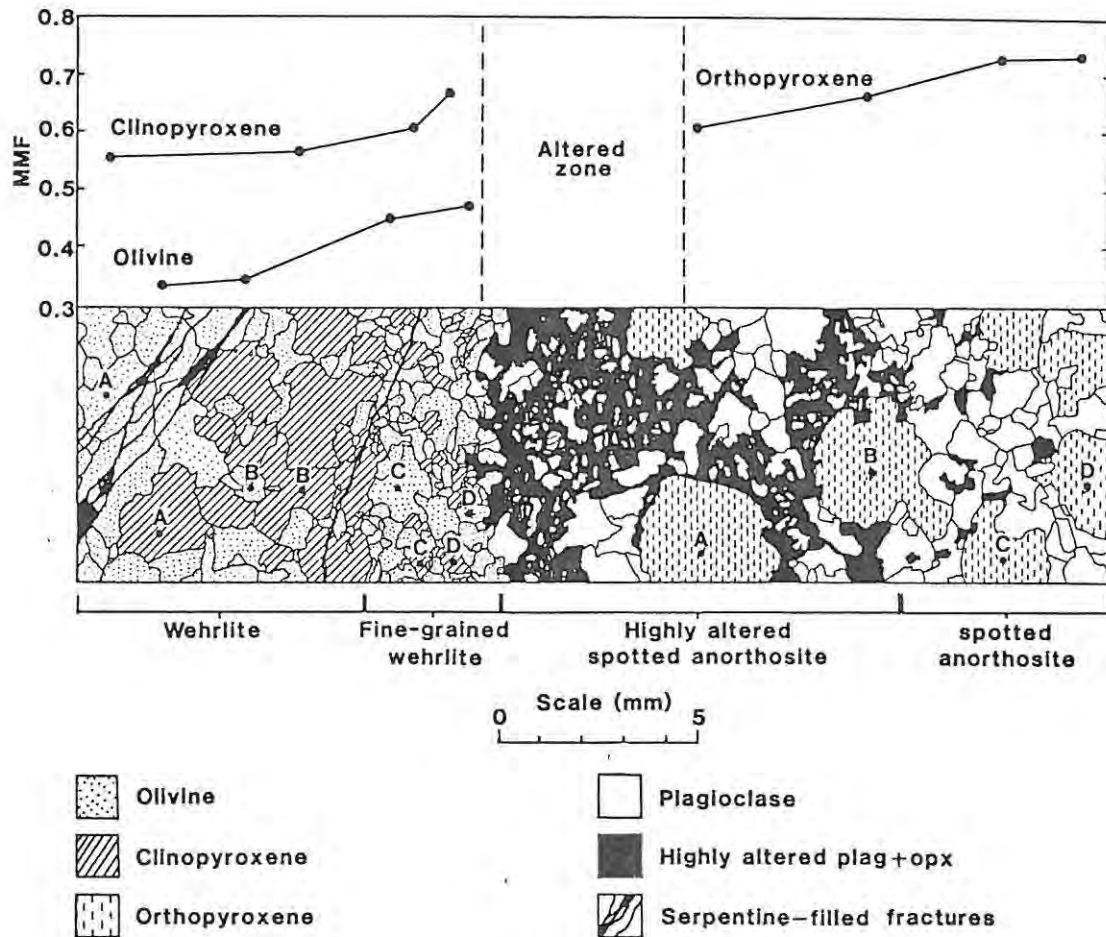 0.8
0.7
0.6
0.5
0.4
0.3
MMF
Clinopyroxene
Olivine
Altered
zone
Orthopyroxene
A
A
B
B
C
C
D
D
A
B
C
D
Wehrlite
Fine-grained
wehrlite
Highly altered
spotted anorthosite
spotted
anorthosite
Scale (mm)
0 5
Olivine
Clinopyroxene
Orthopyroxene
Plagioclase
Highly altered plag+opx
Serpentine-filled fractures